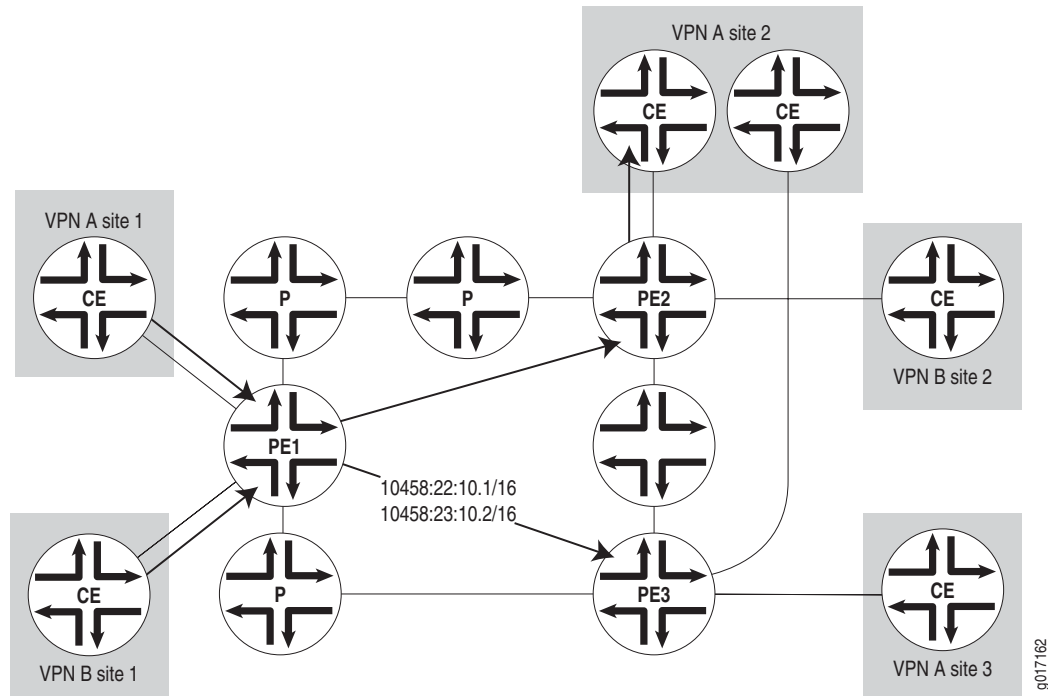 VPN A site 2
CE
CE
VPN A site 1
CE
P
P
PE2
CE
VPN B site 2
PE1
10458:22:10.1/16
10458:23:10.2/16
CE
P
PE3
CE
VPN B site 1
VPN A site 3
g017162